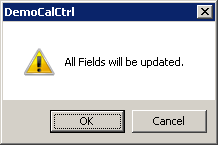 DemoCalCtrl
All Fields will be updated.
OK
Cancel